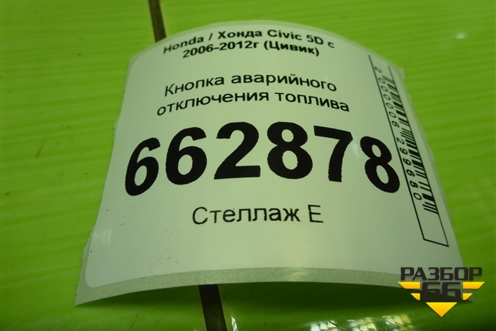 Honda / Хонда Civic 5D с
2006-2012г (Цивик)
Кнопка аварийного
отключения топлива
662878
Стеллаж Е
РАЗБОР
66